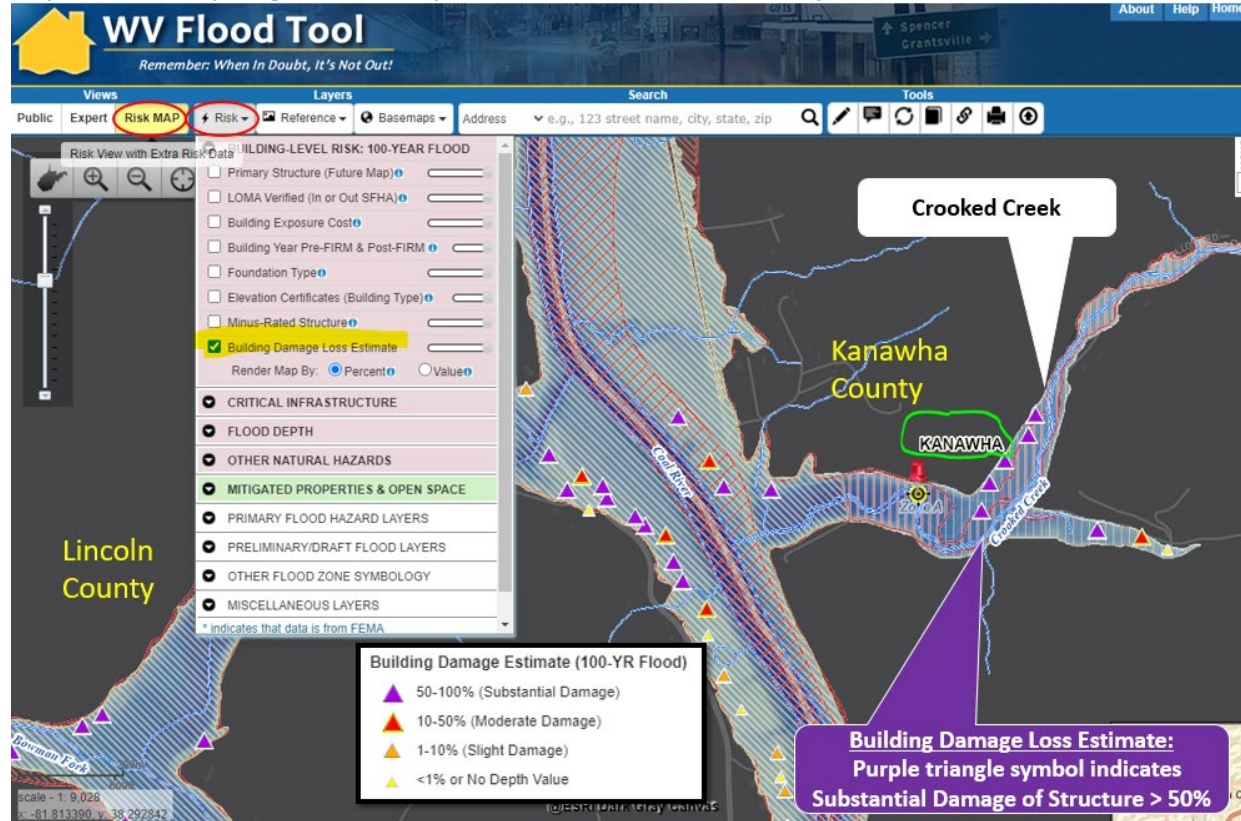 WV Flood Tool
Remember: When In Doubt, It's Not Out!
GIFTS
Spencer
Grantsville
About Help Home
Views Layers Search Tools
Public Expert Risk MAP Risk Reference Basemaps Address e.g., 123 street name, city, state, zip
Risk View with Extra Risk Data
BUILDING-LEVEL RISK: 100-YEAR FLOOD
Primary Structure (Future Map)
LOMA Verified (In or Out SFHA)
Building Exposure Cost
Building Year Pre-FIRM & Post-FIRM
Foundation Type
Elevation Certificates (Building Type)
Minus-Rated Structure
Building Damage Loss Estimate
Render Map By: Percent Value
CRITICAL INFRASTRUCTURE
FLOOD DEPTH
OTHER NATURAL HAZARDS
MITIGATED PROPERTIES & OPEN SPACE
PRIMARY FLOOD HAZARD LAYERS
PRELIMINARY/DRAFT FLOOD LAYERS
OTHER FLOOD ZONE SYMBOLOGY
MISCELLANEOUS LAYERS
* indicates that data is from FEMA
Crooked Creek
Kanawha
County
KANAWHA
Coal River
Zone A
Crooked Creek
Lincoln
County
Bowman Fork
Building Damage Estimate (100-YR Flood)
50-100% (Substantial Damage)
10-50% (Moderate Damage)
1-10% (Slight Damage)
<1% or No Depth Value
Building Damage Loss Estimate:
Purple triangle symbol indicates
Substantial Damage of Structure > 50%
scale - 1: 9,028
x: -81.813390, y: 38.292842
@ESRI Dark Gray Canvas